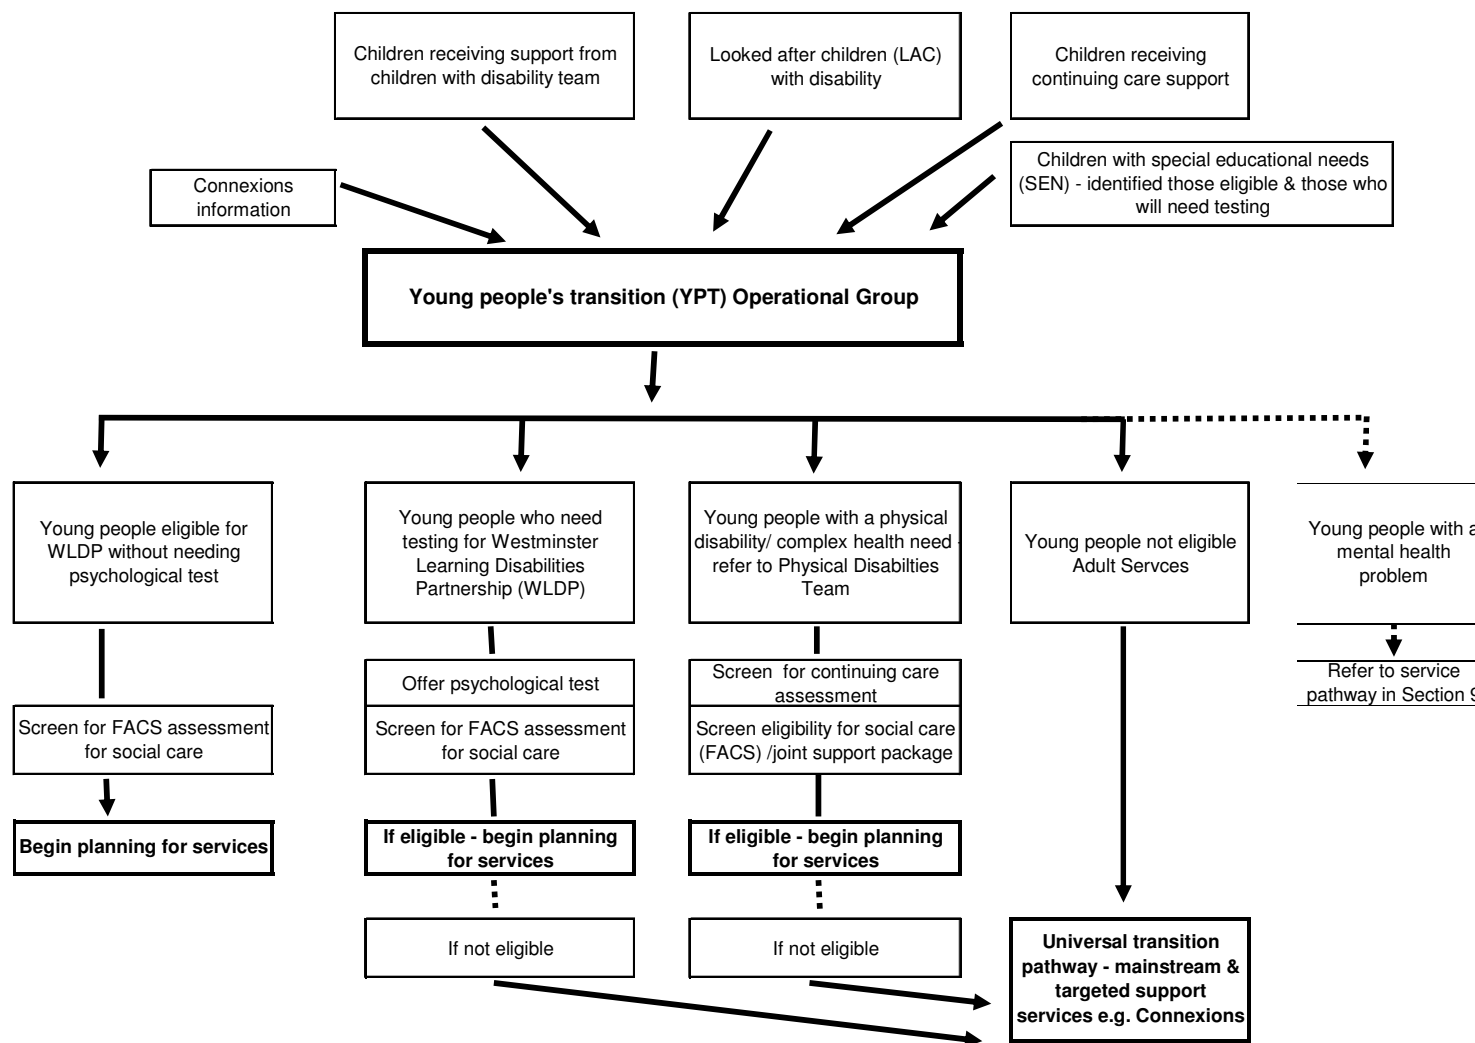 Children receiving support from
children with disability team
Looked after children (LAC)
with disability
Children receiving
continuing care support
Connexions
information
Children with special educational needs
(SEN) - identified those eligible & those who
will need testing
Young people's transition (YPT) Operational Group
Young people eligible for
WLDP without needing
psychological test
Young people who need
testing for Westminster
Learning Disabilities
Partnership (WLDP)
Young people with a physical
disability/ complex health need -
refer to Physical Disabilties
Team
Young people not eligible
Adult Servces
Young people with a
mental health
problem
Screen for FACS assessment
for social care
Offer psychological test
Screen for FACS assessment
for social care
Screen for continuing care
assessment
Screen eligibility for social care
(FACS) /joint support package
Refer to service
pathway in Section 9
Begin planning for services
If eligible - begin planning
for services
If eligible - begin planning
for services
If not eligible
If not eligible
Universal transition
pathway - mainstream &
targeted support
services e.g. Connexions